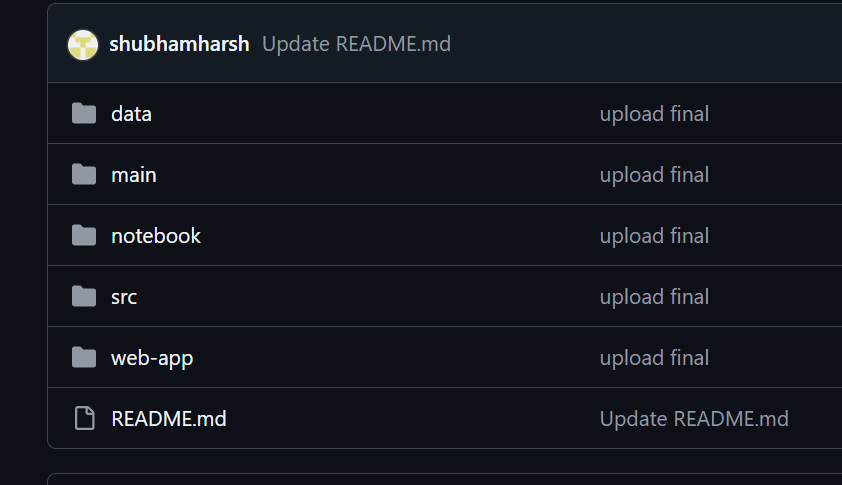 shubhamharsh Update README.md
data upload final
main upload final
notebook upload final
src upload final
web-app upload final
README.md Update README.md